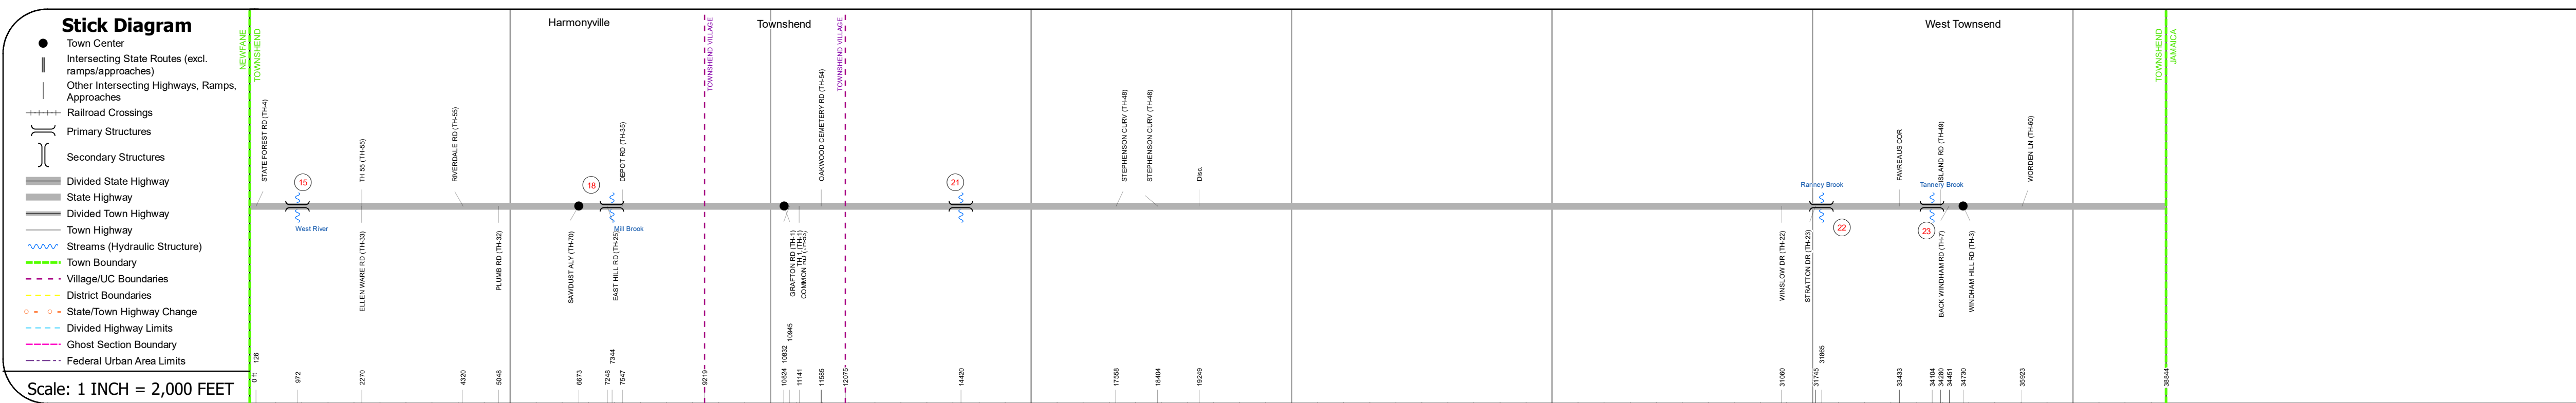 Stick Diagram
Town Center
Intersecting State Routes (excl.
ramps/approaches)
Other Intersecting Highways, Ramps,
Approaches
Railroad Crossings
Primary Structures
Secondary Structures
Divided State Highway
State Highway
Divided Town Highway
Town Highway
Streams (Hydraulic Structure)
Town Boundary
Village/UC Boundaries
District Boundaries
State/Town Highway Change
Divided Highway Limits
Ghost Section Boundary
Federal Urban Area Limits
Scale: 1 INCH = 2,000 FEET
Harmonyville
Townshend
West Townsend
NEWFANE
TOWNSHEND
TOWNSHEND VILLAGE
TOWNSHEND VILLAGE
TOWNSHEND
JAMAICA
STATE FOREST RD (TH-4)
TH 55 (TH-55)
RIVERDALE RD (TH-55)
DEPOT RD (TH-35)
OAKWOOD CEMETERY RD (TH-54)
STEPHENSON CURV (TH-48)
STEPHENSON CURV (TH-48)
Disc.
FAVREAUS COR
ISLAND RD (TH-49)
WORDEN LN (TH-60)
15
18
21
22
23
West River
Mill Brook
Ranney Brook
Tannery Brook
ELLEN WARE RD (TH-33)
PLUMB RD (TH-32)
SAWDUST ALY (TH-70)
EAST HILL RD (TH-25)
GRAFTON RD (TH-1)
TH 1 (TH-1)
COMMON RD
WINSLOW DR (TH-22)
STRATTON DR (TH-23)
BACK WINDHAM RD (TH-7)
WINDHAM HILL RD (TH-3)
0 ft
126
972
2270
4320
5048
6673
7248
7344
7547
9219
10824
10832
10945
11141
11585
12075
14420
17558
18404
19249
31060
31745
31865
33433
34104
34280
34451
34730
35923
38844